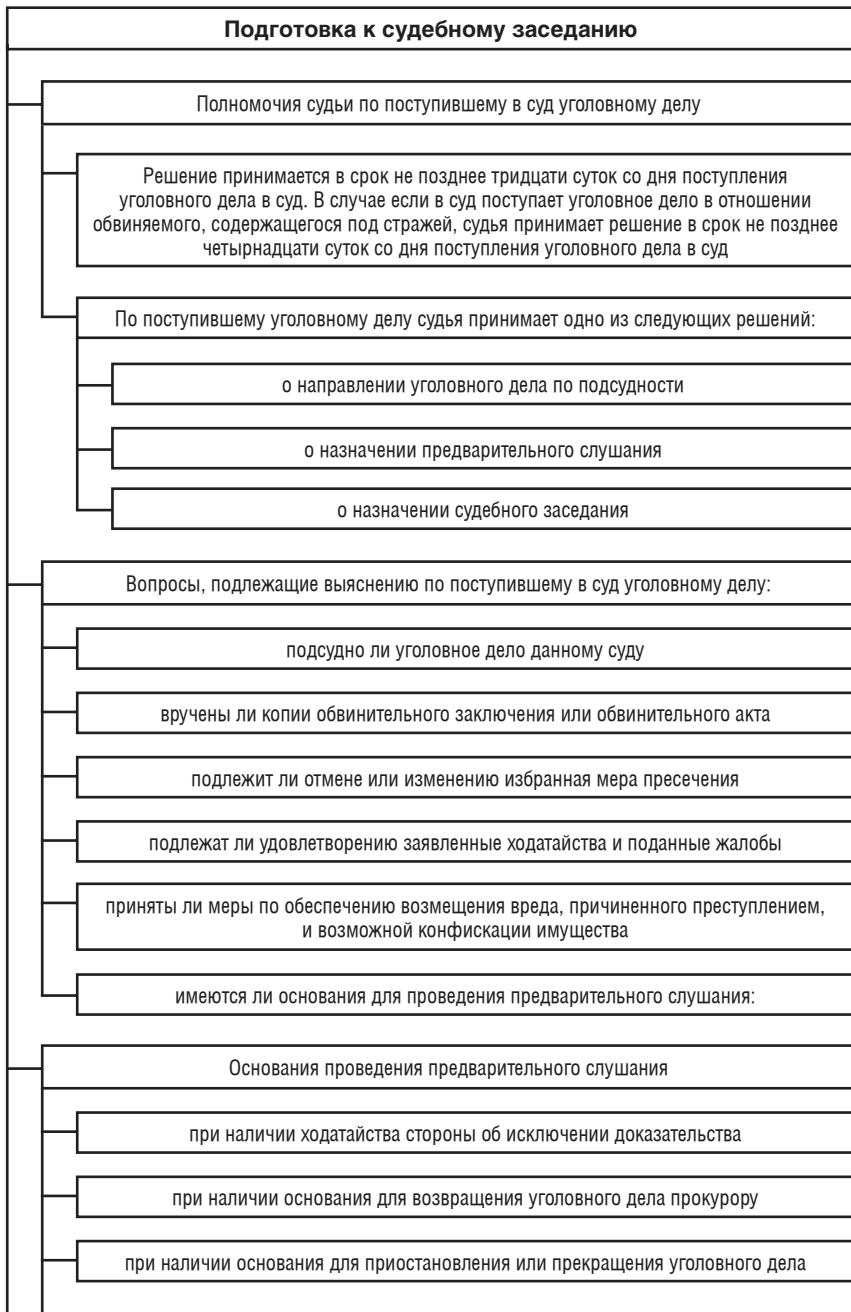 Подготовка к судебному заседанию
Полномочия судьи по поступившему в суд уголовному делу
Решение принимается в срок не позднее тридцати суток со дня поступления
уголовного дела в суд. В случае если в суд поступает уголовное дело в отношении
обвиняемого, содержащегося под стражей, судья принимает решение в срок не позднее
четырнадцати суток со дня поступления уголовного дела в суд
По поступившему уголовному делу судья принимает одно из следующих решений:
о направлении уголовного дела по подсудности
о назначении предварительного слушания
о назначении судебного заседания
Вопросы, подлежащие выяснению по поступившему в суд уголовному делу:
подсудно ли уголовное дело данному суду
вручены ли копии обвинительного заключения или обвинительного акта
подлежит ли отмене или изменению избранная мера пресечения
подлежат ли удовлетворению заявленные ходатайства и поданные жалобы
приняты ли меры по обеспечению возмещения вреда, причиненного преступлением,
и возможной конфискации имущества
имеются ли основания для проведения предварительного слушания:
Основания проведения предварительного слушания
при наличии ходатайства стороны об исключении доказательства
при наличии основания для возвращения уголовного дела прокурору
при наличии основания для приостановления или прекращения уголовного дела